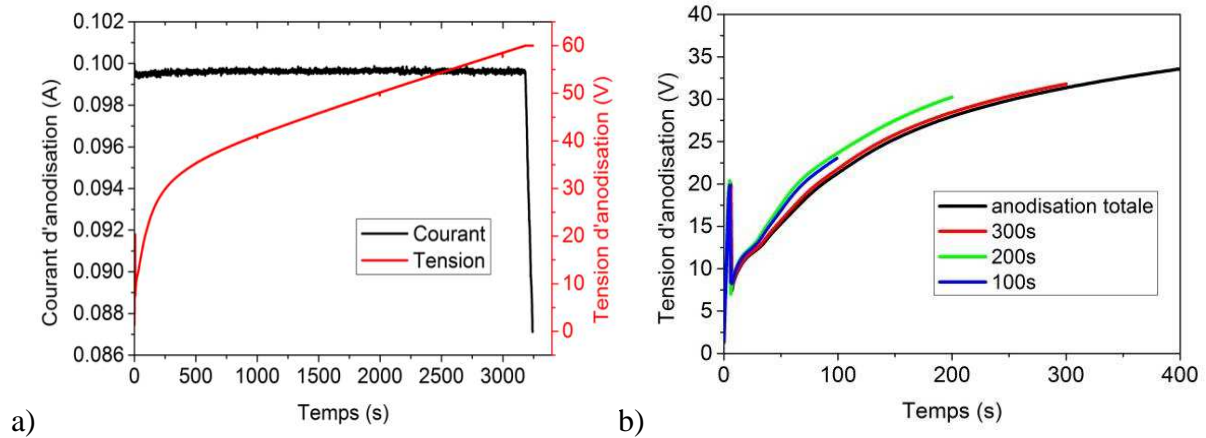 0.102
0.100
0.098
0.096
0.094
0.092
0.090
0.088
0.086
Courant d'anodisation (A)
0
500
1000
1500
2000
2500
3000
Temps (s)
60
50
40
30
20
10
0
Tension d'anodisation (V)
Courant
Tension
a)
40
35
30
25
20
15
10
5
0
Tension d'anodisation (V)
0
100
200
300
400
Temps (s)
anodisation totale
300s
200s
100s
b)